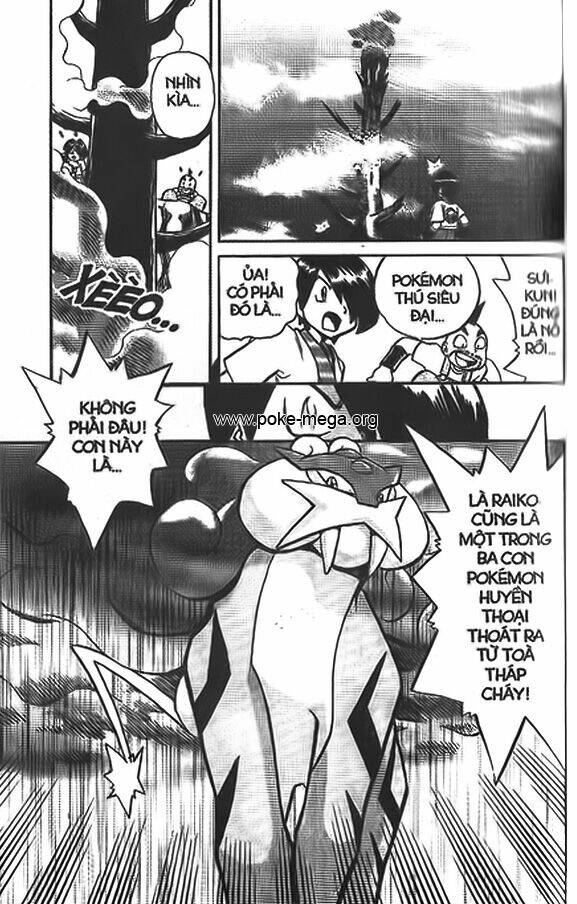 NHÌN
KÌA...
XÈÈO...
SƯI
KUNI
ĐÚNG
LÀ NÓ
RỒI...
POKÉMON
THÚ SIÊU
ĐẠI...
ỦA!
CÓ PHẢI
ĐÓ LÀ...
www.poke-mega.org
KHÔNG
PHẢI ĐÂU!
CON NÀY
LÀ...
LÀ RAIKO
CŨNG LÀ
MỘT TRONG
BA CON
POKÉMON
HUYỀN
THOẠI
THOÁT RA
TỪ TOÀ
THÁP
CHÁY!